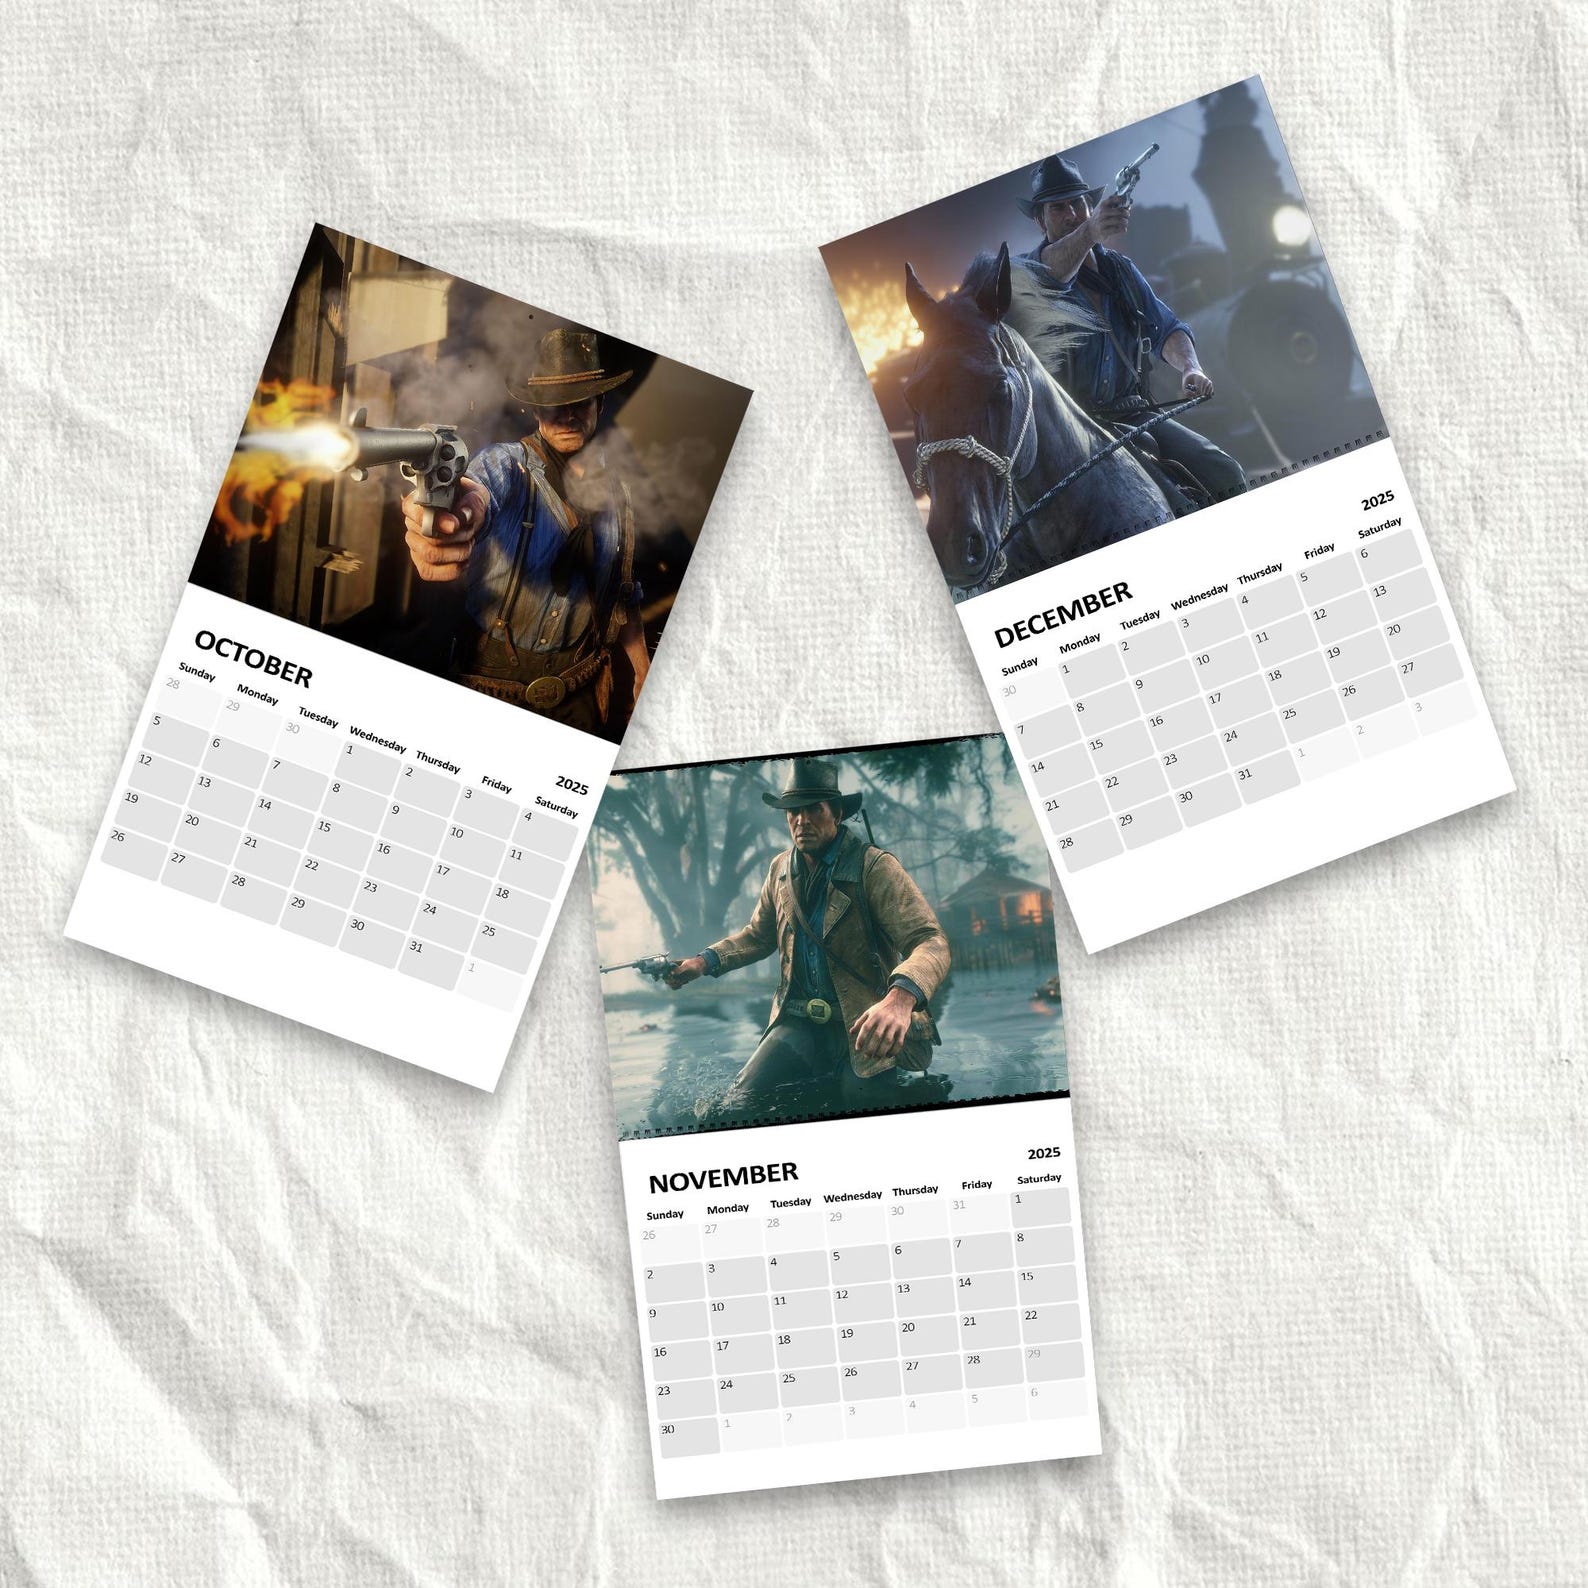 OCTOBER
2025
Sunday Monday Tuesday Wednesday Thursday Friday Saturday
28 29 30 1 2 3 4
5 6 7 8 9 10 11
12 13 14 15 16 17 18
19 20 21 22 23 24 25
26 27 28 29 30 31 1
DECEMBER
2025
Sunday Monday Tuesday Wednesday Thursday Friday Saturday
30 1 2 3 4 5 6
7 8 9 10 11 12 13
14 15 16 17 18 19 20
21 22 23 24 25 26 27
28 29 30 31 1 2 3
NOVEMBER
2025
Sunday Monday Tuesday Wednesday Thursday Friday Saturday
26 27 28 29 30 31 1
2 3 4 5 6 7 8
9 10 11 12 13 14 15
16 17 18 19 20 21 22
23 24 25 26 27 28 29
30 1 2 3 4 5 6